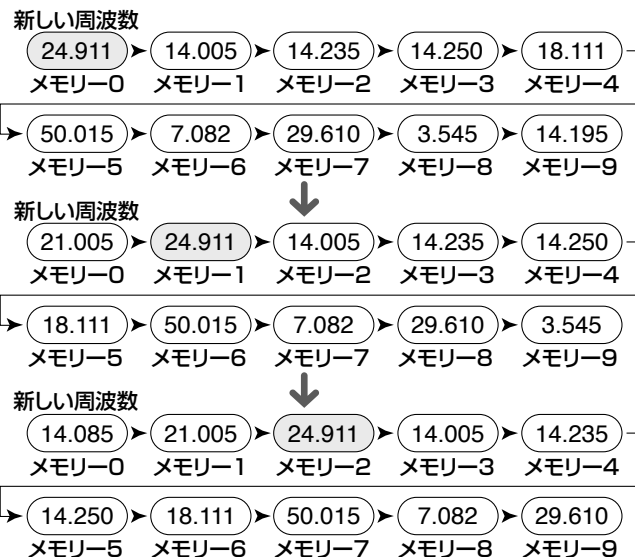 新しい周波数
24.911 14.005 14.235 14.250 18.111
メモリー0 メモリー1 メモリー2 メモリー3 メモリー4
50.015 7.082 29.610 3.545 14.195
メモリー5 メモリー6 メモリー7 メモリー8 メモリー9
新しい周波数
21.005 24.911 14.005 14.235 14.250
メモリー0 メモリー1 メモリー2 メモリー3 メモリー4
18.111 50.015 7.082 29.610 3.545
メモリー5 メモリー6 メモリー7 メモリー8 メモリー9
新しい周波数
14.085 21.005 24.911 14.005 14.235
メモリー0 メモリー1 メモリー2 メモリー3 メモリー4
14.250 18.111 50.015 7.082 29.610
メモリー5 メモリー6 メモリー7 メモリー8 メモリー9